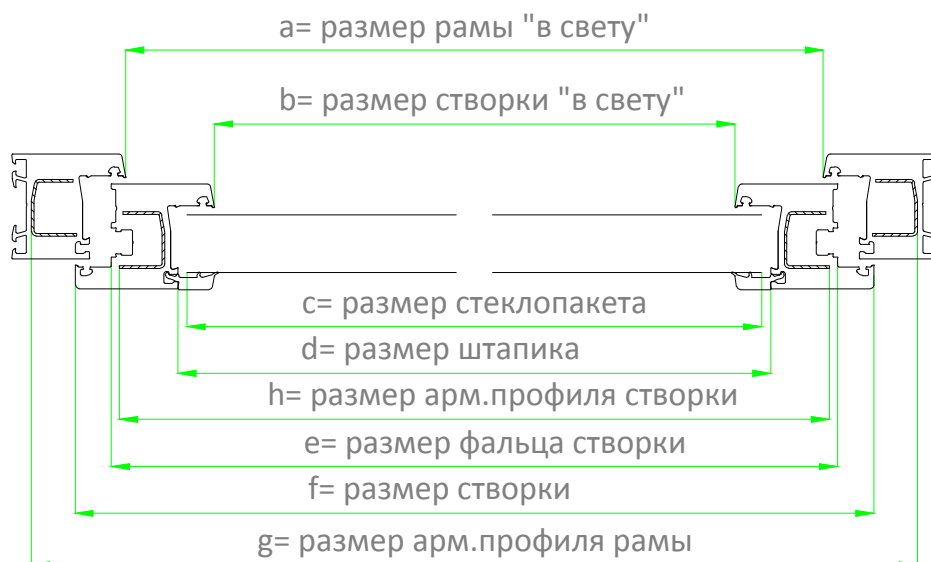 a= размер рамы "в свету"
b= размер створки "в свету"
c= размер стеклопакета
d= размер штапика
h= размер арм.профиля створки
e= размер фальца створки
f= размер створки
g= размер арм.профиля рамы